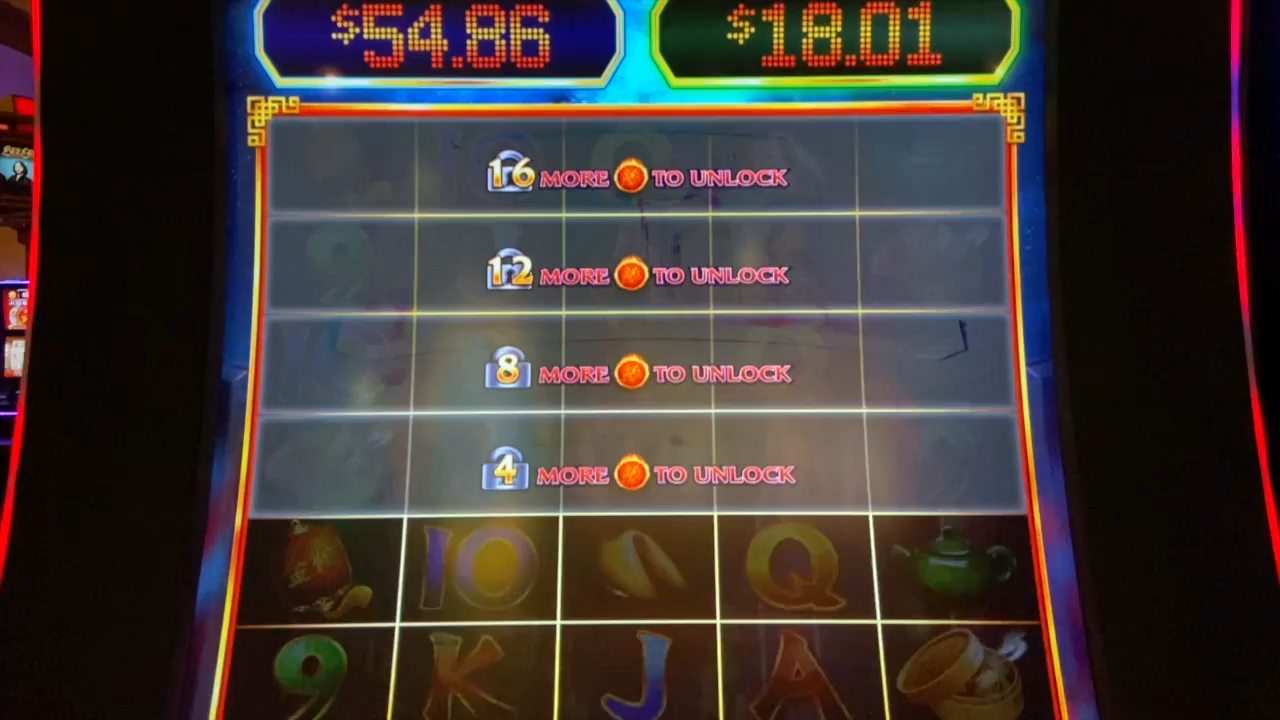 $54.86 $18.01
16 MORE TO UNLOCK
12 MORE TO UNLOCK
8 MORE TO UNLOCK
4 MORE TO UNLOCK
10 Q
9 K J A